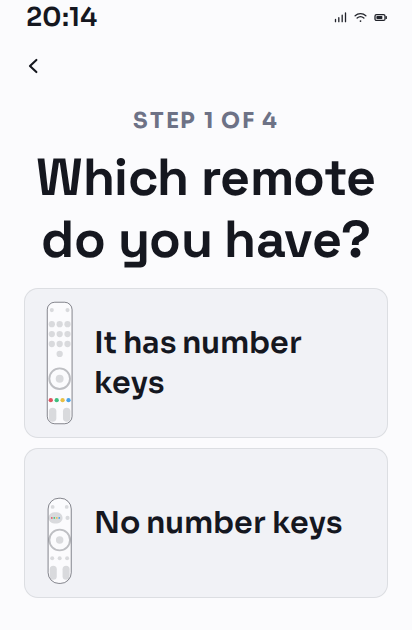 20:14
STEP 1 OF 4
Which remote
do you have?
It has number
keys
No number keys